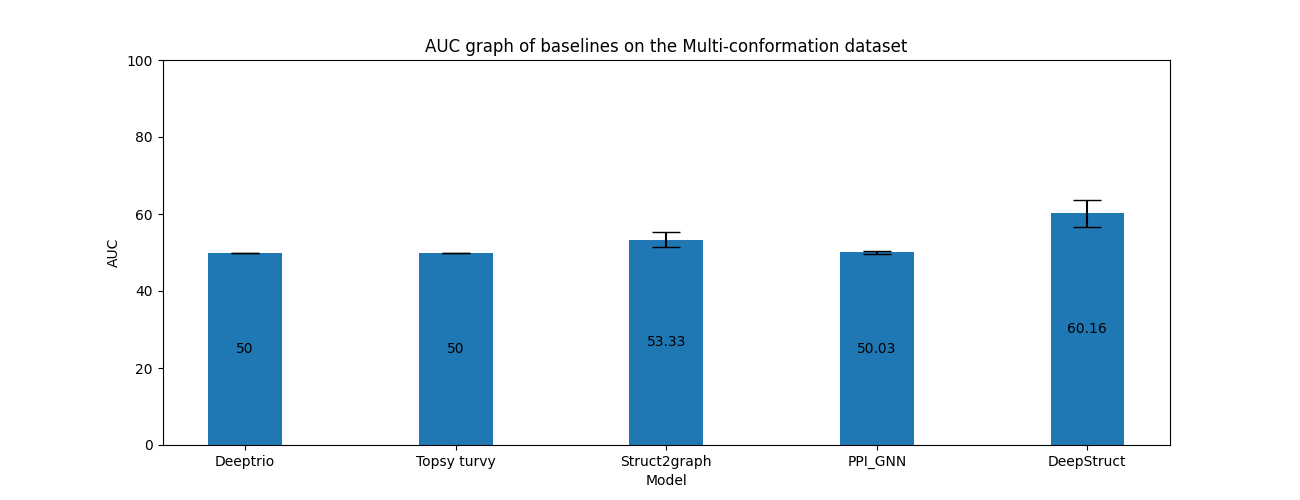 AUC graph of baselines on the Multi-conformation dataset
100
80
60
40
20
0
AUC
50
50
53.33
50.03
60.16
Deeptrio
Topsy turvy
Struct2graph
PPI_GNN
DeepStruct
Model